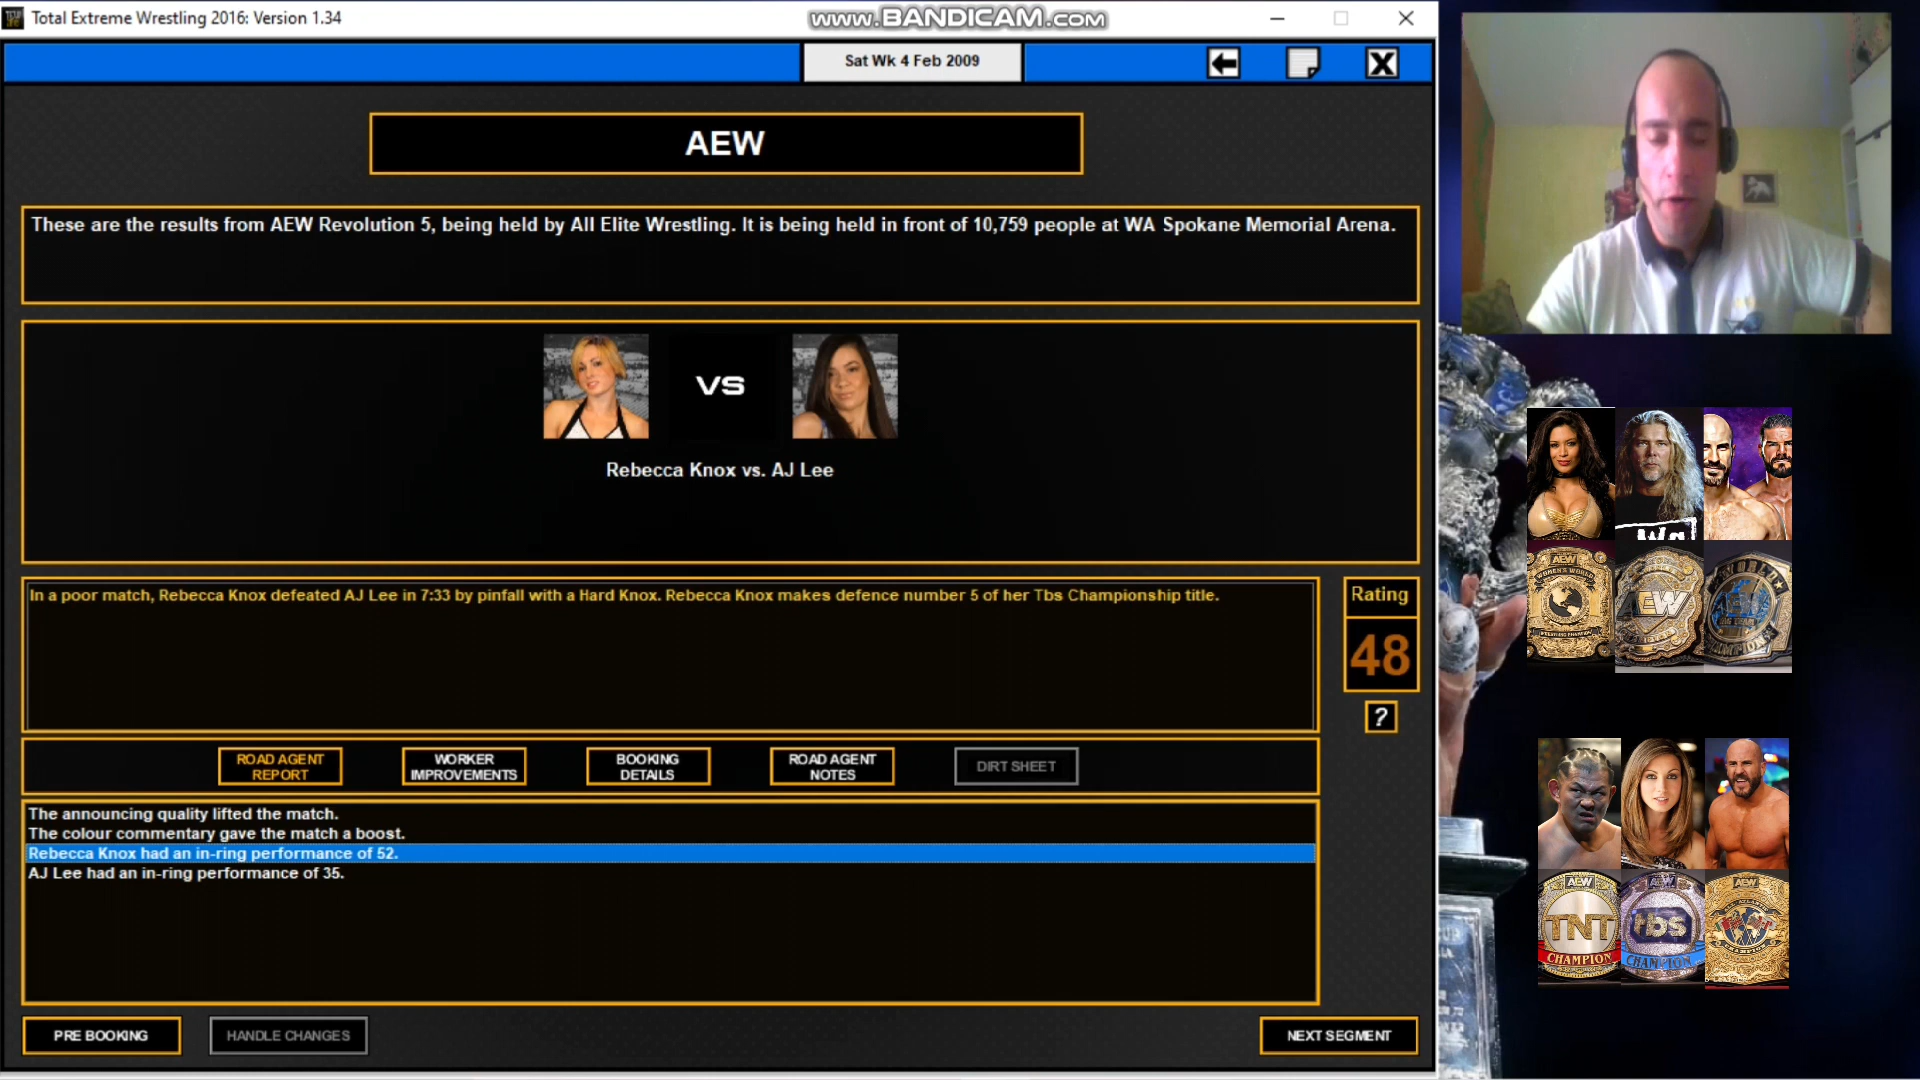 Total Extreme Wrestling 2016: Version 1.34
www.BANDICAM.com
Sat Wk 4 Feb 2009
AEW
These are the results from AEW Revolution 5, being held by All Elite Wrestling. It is being held in front of 10,759 people at WA Spokane Memorial Arena.
VS
Rebecca Knox vs. AJ Lee
In a poor match, Rebecca Knox defeated AJ Lee in 7:33 by pinfall with a Hard Knox. Rebecca Knox makes defence number 5 of her Tbs Championship title.
Rating
48
?
ROAD AGENT
REPORT
WORKER
IMPROVEMENTS
BOOKING
DETAILS
ROAD AGENT
NOTES
DIRT SHEET
The announcing quality lifted the match.
The colour commentary gave the match a boost.
Rebecca Knox had an in-ring performance of 52.
AJ Lee had an in-ring performance of 35.
PRE BOOKING
HANDLE CHANGES
NEXT SEGMENT
AEW
WOMEN'S WORLD
AEW
AEW
TNT
CHAMPION
AEW
tbs
CHAMPION
AEW